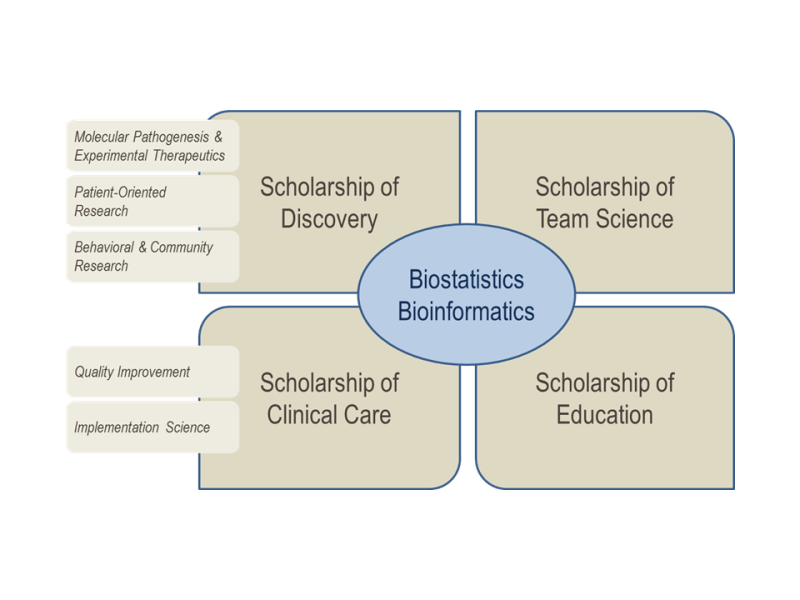 Molecular Pathogenesis &
Experimental Therapeutics
Patient-Oriented
Research
Behavioral & Community
Research
Scholarship of
Discovery
Scholarship of
Team Science
Biostatistics
Bioinformatics
Quality Improvement
Implementation Science
Scholarship of
Clinical Care
Scholarship of
Education